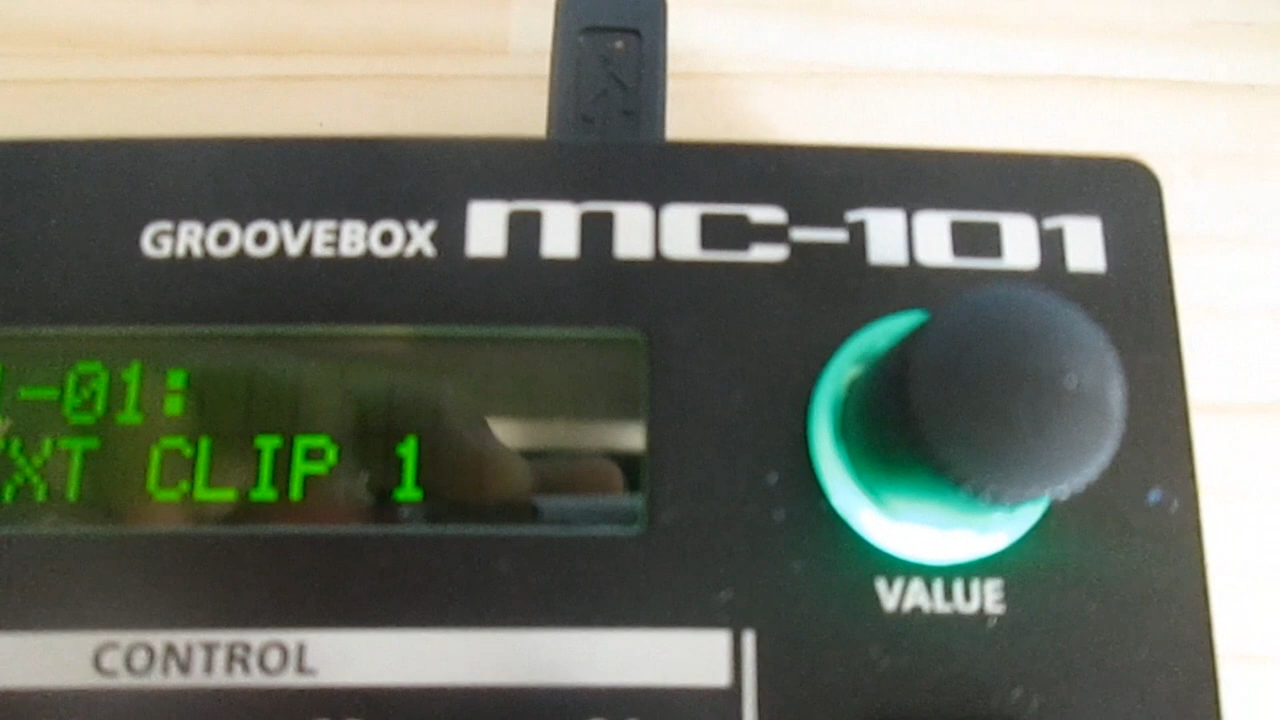 GROOVEBOX MC-101
-01:
XT CLIP 1
VALUE
CONTROL